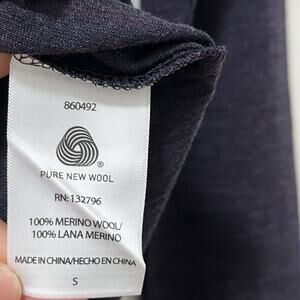 860492
®
PURE NEW WOOL
RN: 132796
100% MERINO WOOL/
100% LANA MERINO
MADE IN CHINA/HECHO EN CHINA
S